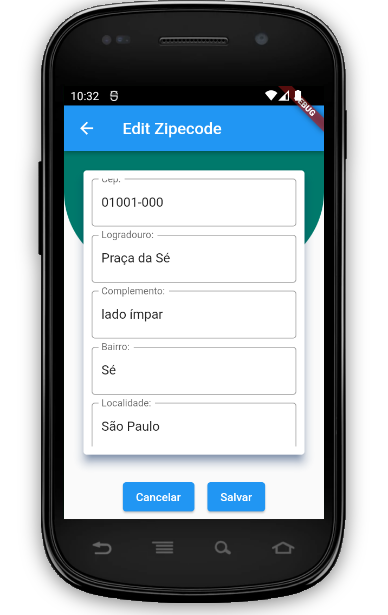 10:32
DEBUG
Edit Zipecode
Cep:
01001-000
Logradouro:
Praça da Sé
Complemento:
lado ímpar
Bairro:
Sé
Localidade:
São Paulo
Cancelar
Salvar